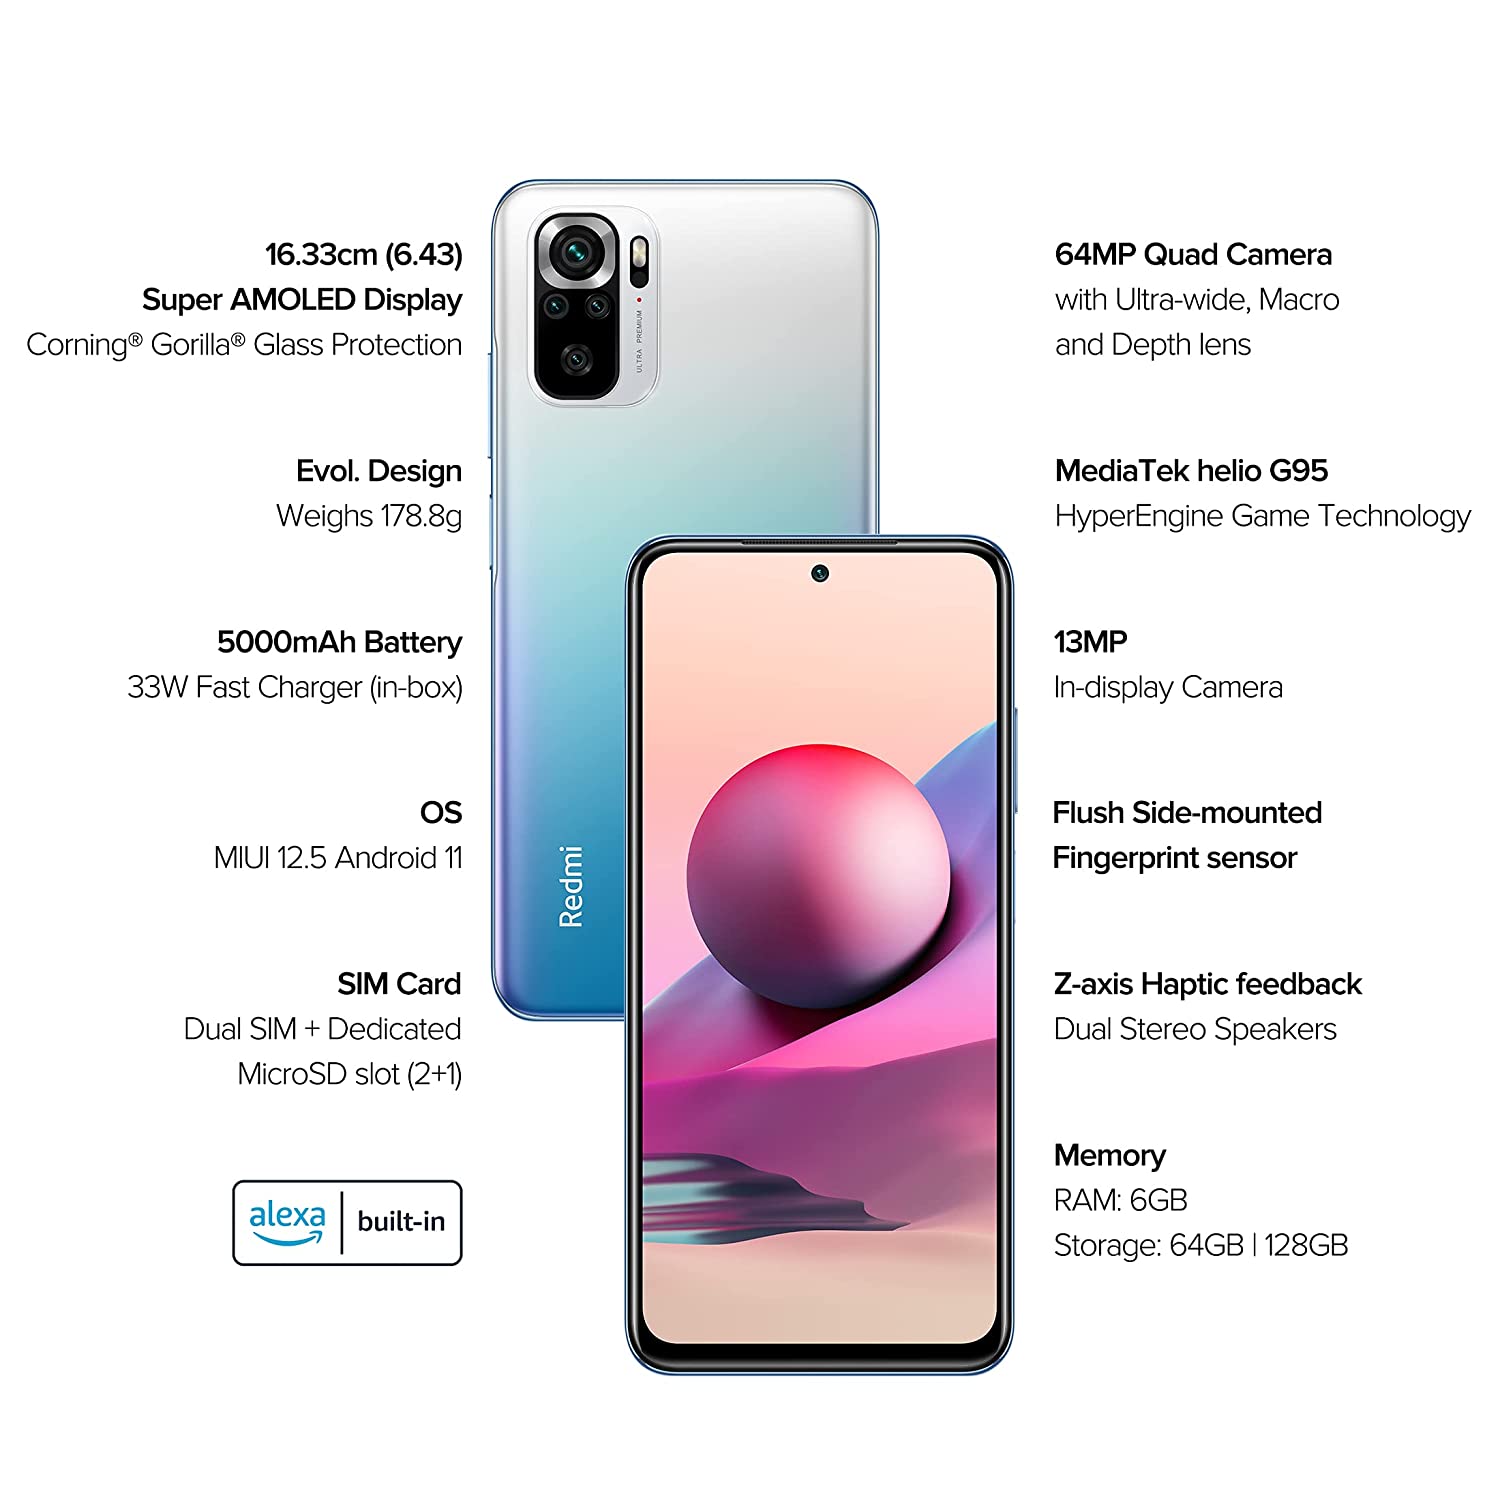 16.33cm (6.43)
Super AMOLED Display
Corning® Gorilla® Glass Protection
Evol. Design
Weighs 178.8g
5000mAh Battery
33W Fast Charger (in-box)
OS
MIUI 12.5 Android 11
SIM Card
Dual SIM + Dedicated
MicroSD slot (2+1)
alexa | built-in
ULTRA PREMIUM
Redmi
64MP Quad Camera
with Ultra-wide, Macro
and Depth lens
MediaTek helio G95
HyperEngine Game Technology
13MP
In-display Camera
Flush Side-mounted
Fingerprint sensor
Z-axis Haptic feedback
Dual Stereo Speakers
Memory
RAM: 6GB
Storage: 64GB | 128GB